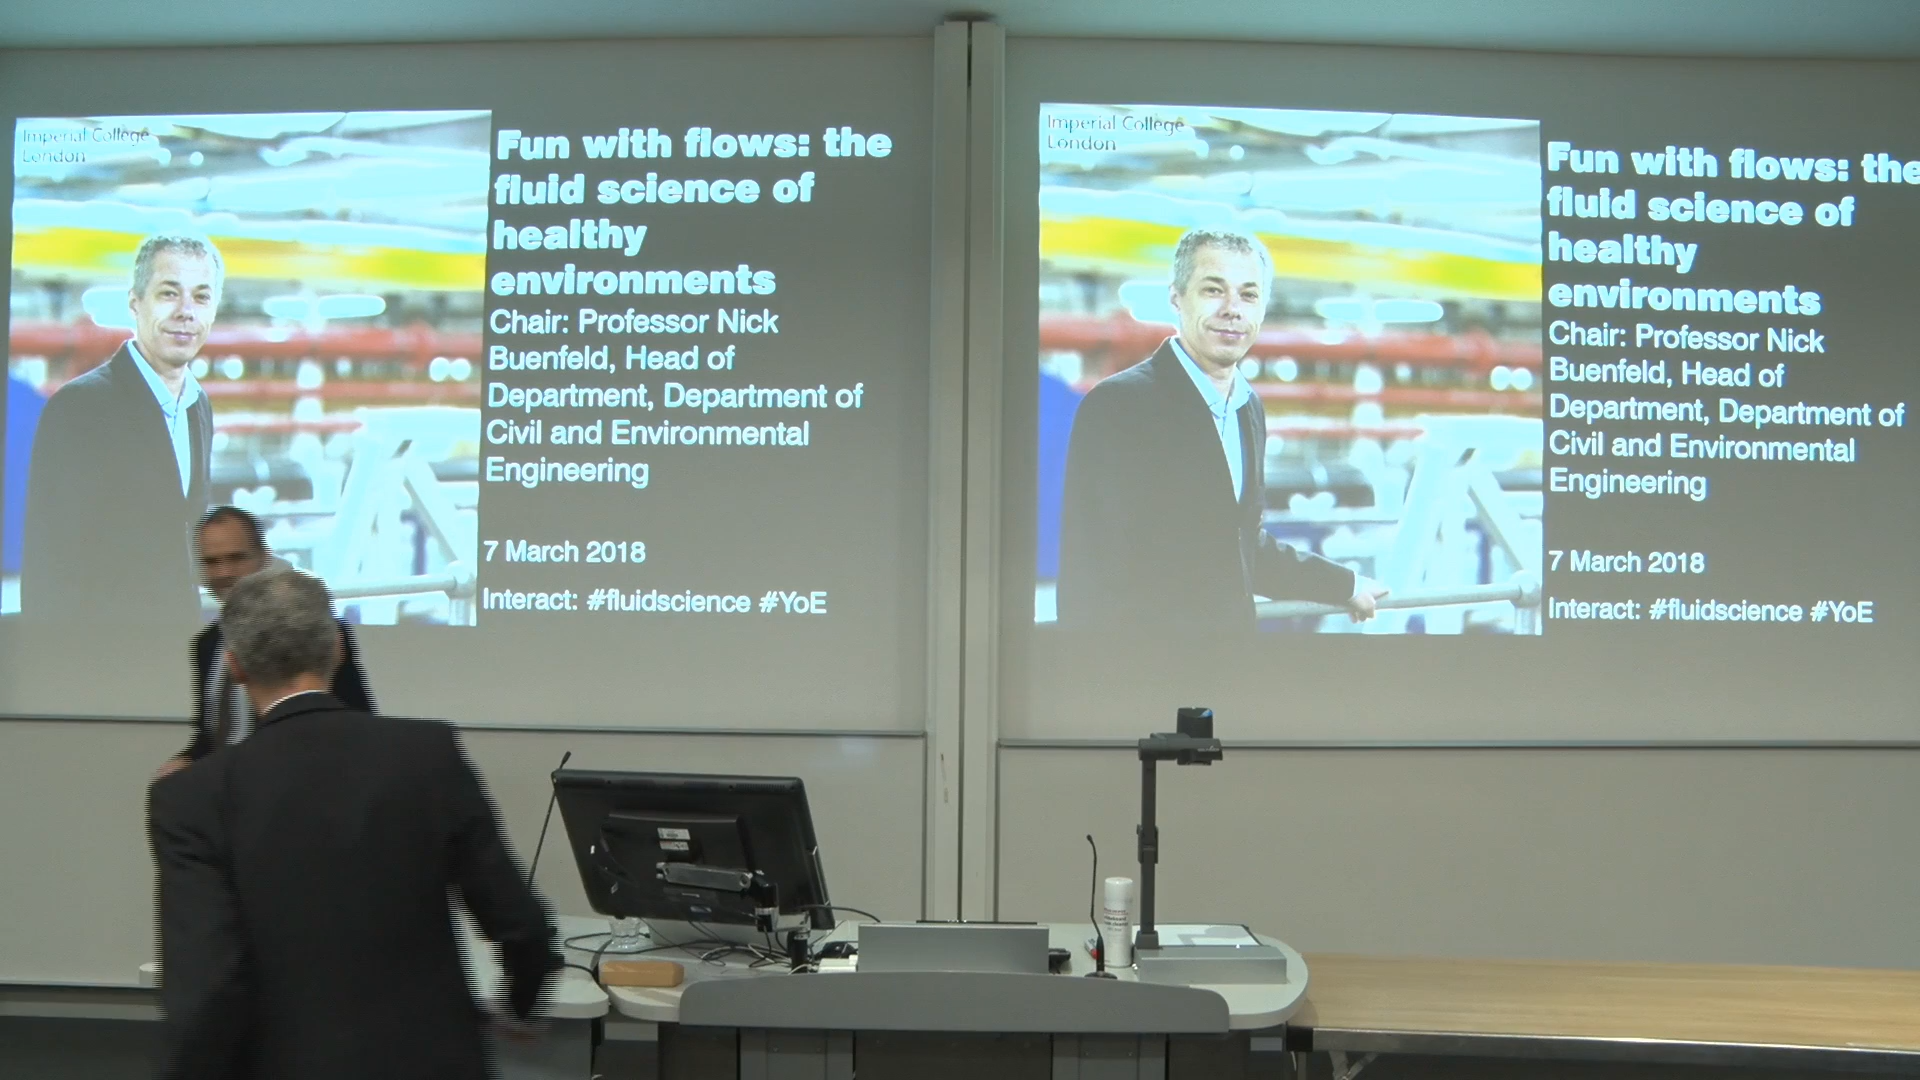 Imperial College
London
Fun with flows: the
fluid science of
healthy
environments
Chair: Professor Nick
Buenfeld, Head of
Department, Department of
Civil and Environmental
Engineering
7 March 2018
Interact: #fluidscience #YoE
Imperial College
London
Fun with flows: the
fluid science of
healthy
environments
Chair: Professor Nick
Buenfeld, Head of
Department, Department of
Civil and Environmental
Engineering
7 March 2018
Interact: #fluidscience #YoE